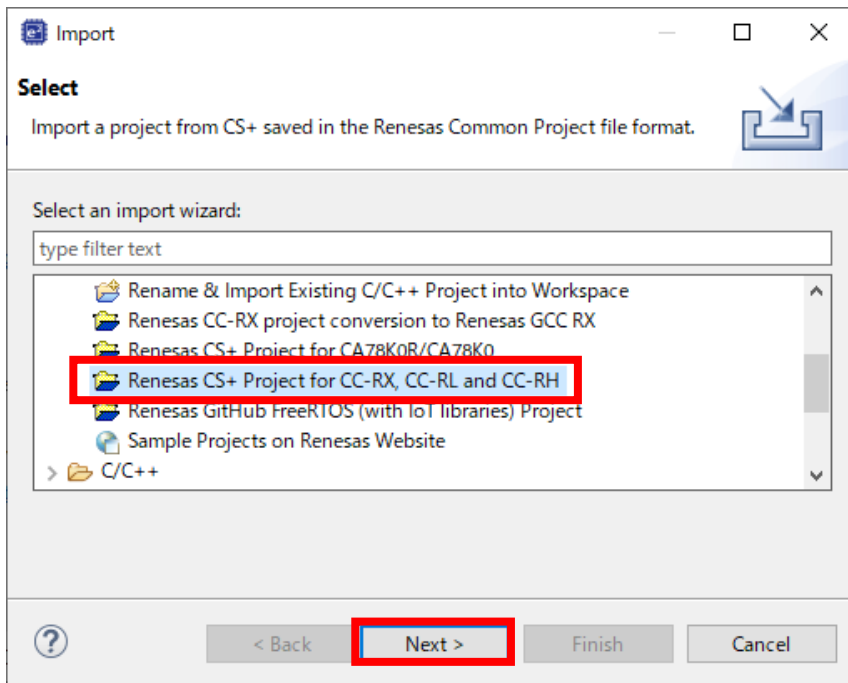 Import
Select
Import a project from CS+ saved in the Renesas Common Project file format.
Select an import wizard:
type filter text
Rename & Import Existing C/C++ Project into Workspace
Renesas CC-RX project conversion to Renesas GCC RX
Renesas CS+ Project for CA78K0R/CA78K0
Renesas CS+ Project for CC-RX, CC-RL and CC-RH
Renesas GitHub FreeRTOS (with IoT libraries) Project
Sample Projects on Renesas Website
C/C++
< Back Next > Finish Cancel